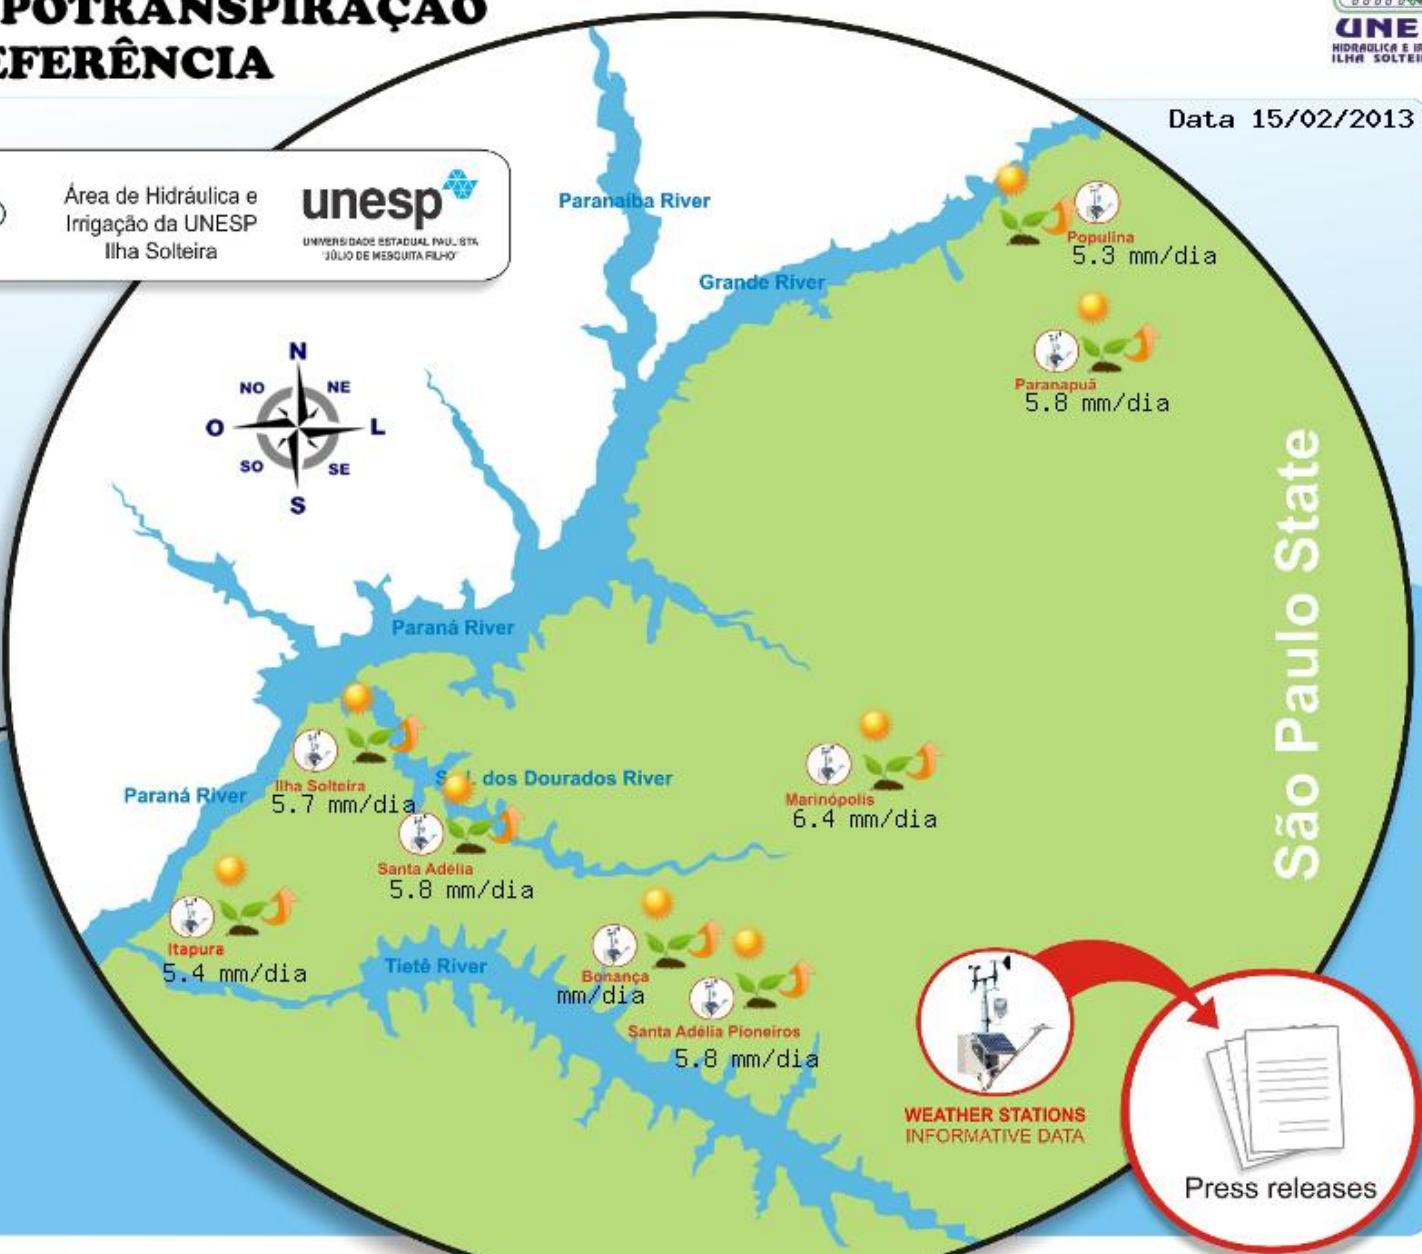 POTRANSPIRAÇÃO
EFERÊNCIA
UNE
HIDRAULICA E IR
ILHA SOLTEI
Data 15/02/2013
Área de Hidráulica e
Irrigação da UNESP
Ilha Solteira
unesp
UNIVERSIDADE ESTADUAL PAULISTA
"JÚLIO DE MESQUITA FILHO"
Paranaíba River
Grande River
Populina
5.3 mm/dia
Paranapuã
5.8 mm/dia
N
NO
NE
O
L
SO
SE
S
São Paulo State
Paraná River
Ilha Solteira
5.7 mm/dia
Paraná River
dos Dourados River
Marinópolis
6.4 mm/dia
Santa Adélia
5.8 mm/dia
Itapura
5.4 mm/dia
Tietê River
Bonança
mm/dia
Santa Adélia Pioneiros
5.8 mm/dia
WEATHER STATIONS
INFORMATIVE DATA
Press releases